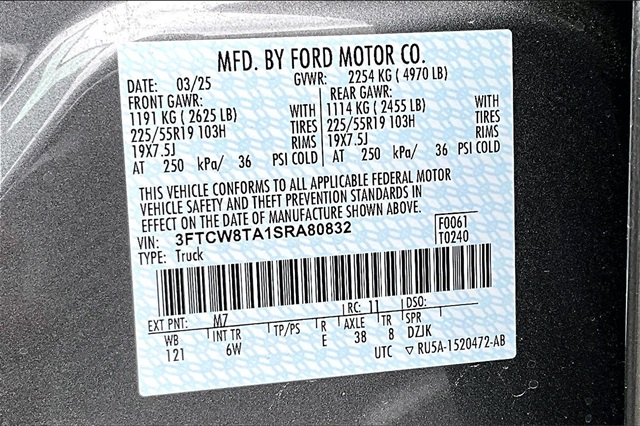 MFD. BY FORD MOTOR CO.
DATE: 03/25 GVWR: 2254 KG ( 4970 LB)
FRONT GAWR: REAR GAWR:
1191 KG ( 2625 LB) WITH 1114 KG ( 2455 LB) WITH
225/55R19 103H TIRES 225/55R19 103H TIRES
19X7.5J RIMS 19X7.5J RIMS
AT 250 kPa/ 36 PSI COLD AT 250 kPa/ 36 PSI COLD
THIS VEHICLE CONFORMS TO ALL APPLICABLE FEDERAL MOTOR
VEHICLE SAFETY AND THEFT PREVENTION STANDARDS IN
EFFECT ON THE DATE OF MANUFACTURE SHOWN ABOVE.
VIN: 3FTCW8TA1SRA80832 F0061
TYPE: Truck T0240
EXT PNT: M7 RC: 11 DSO:
WB INT TR TP/PS R AXLE TR SPR
121 6W E 38 8 DZJK
UTC ▽ RU5A-1520472-AB